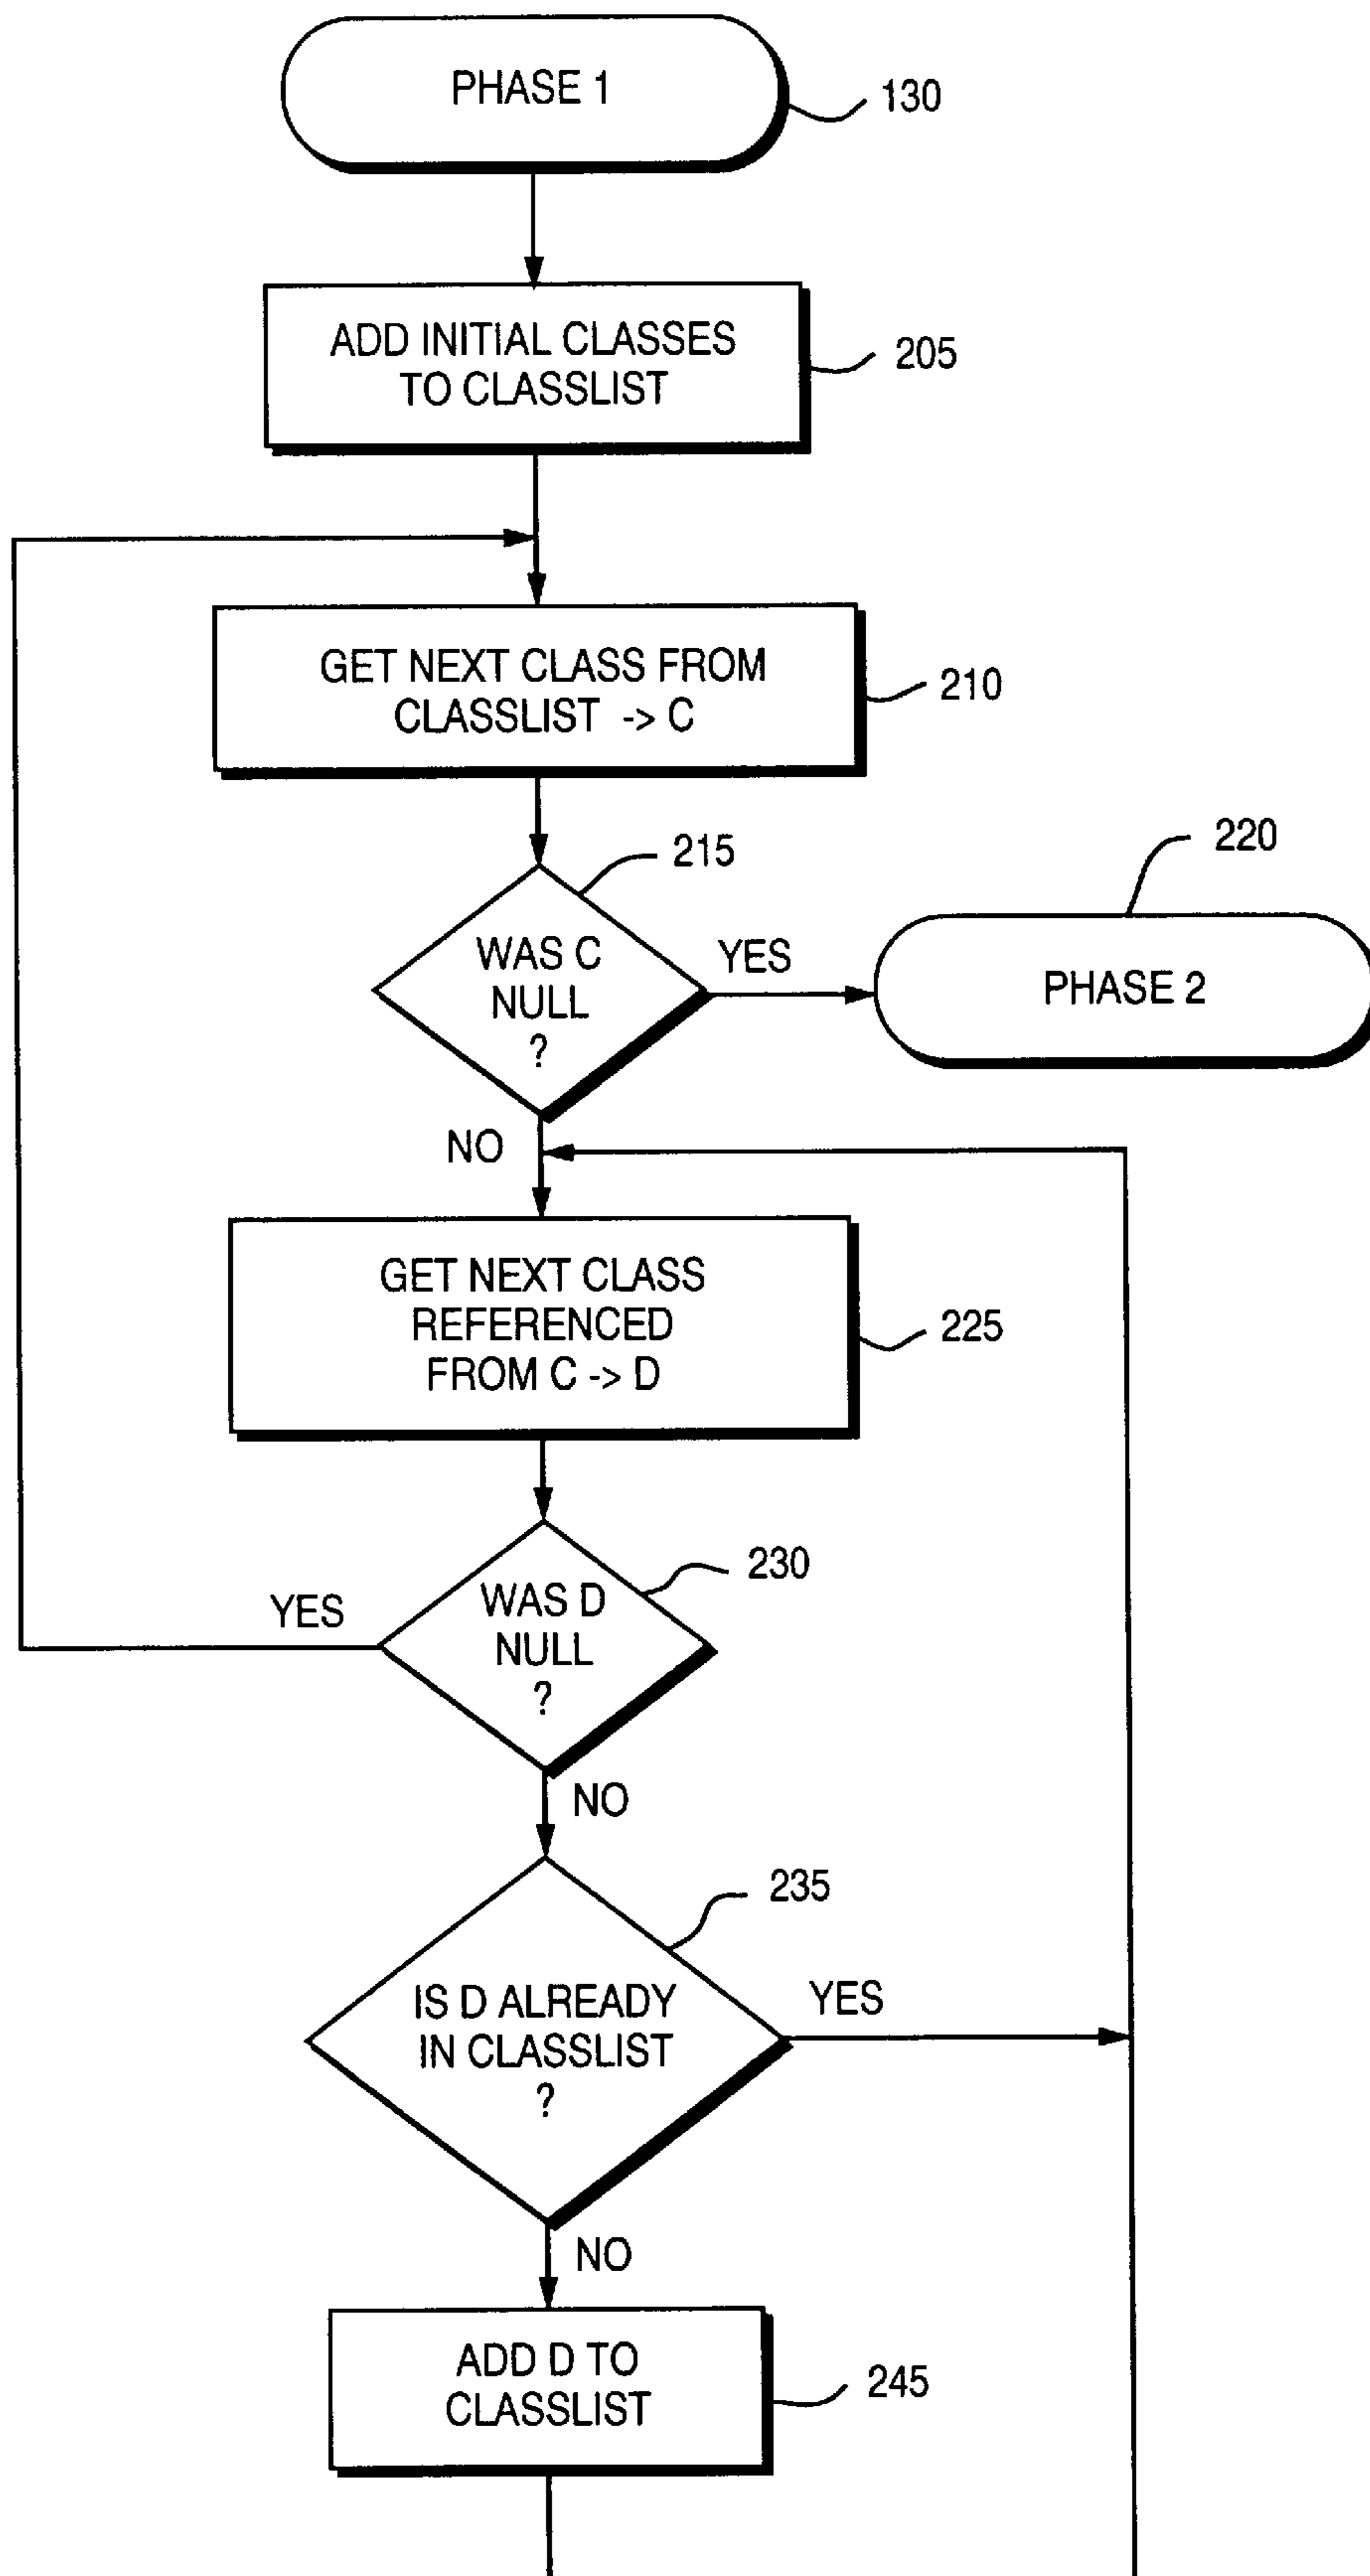 PHASE 1
130
ADD INITIAL CLASSES
TO CLASSLIST
205
GET NEXT CLASS FROM
CLASSLIST -> C
210
215
WAS C
NULL
?
YES
220
PHASE 2
NO
GET NEXT CLASS
REFERENCED
FROM C -> D
225
230
WAS D
NULL
?
YES
NO
235
IS D ALREADY
IN CLASSLIST
?
YES
NO
ADD D TO
CLASSLIST
245